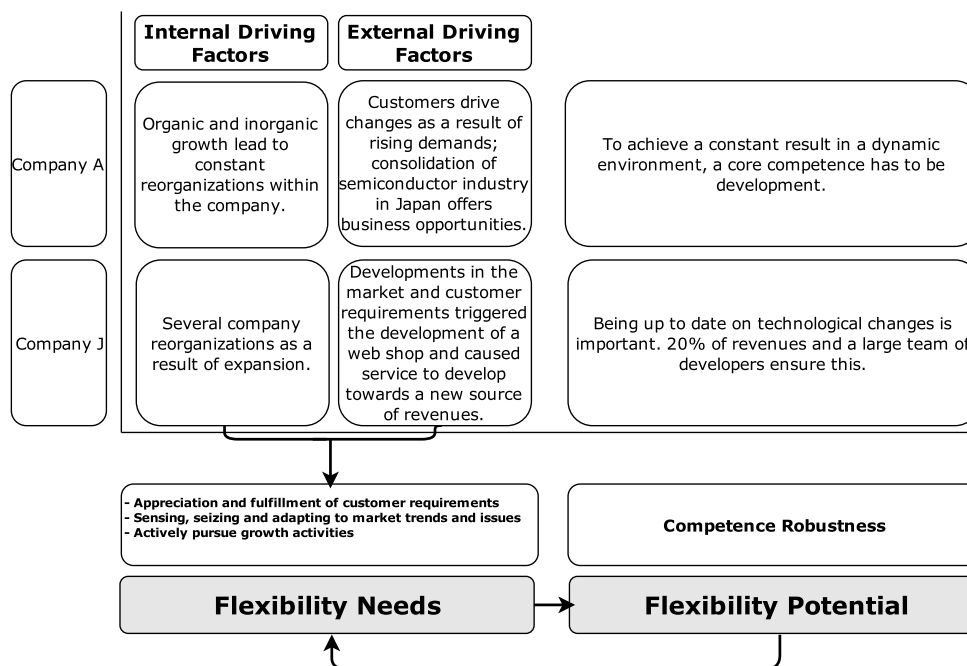 Internal Driving
Factors
External Driving
Factors
Company A
Organic and inorganic
growth lead to
constant
reorganizations within
the company.
Customers drive
changes as a result of
rising demands;
consolidation of
semiconductor industry
in Japan offers
business opportunities.
To achieve a constant result in a dynamic
environment, a core competence has to be
development.
Company J
Several company
reorganizations as a
result of expansion.
Developments in the
market and customer
requirements triggered
the development of a
web shop and caused
service to develop
towards a new source
of revenues.
Being up to date on technological changes is
important. 20% of revenues and a large team of
developers ensure this.
- Appreciation and fulfillment of customer requirements
- Sensing, seizing and adapting to market trends and issues
- Actively pursue growth activities
Competence Robustness
Flexibility Needs
Flexibility Potential